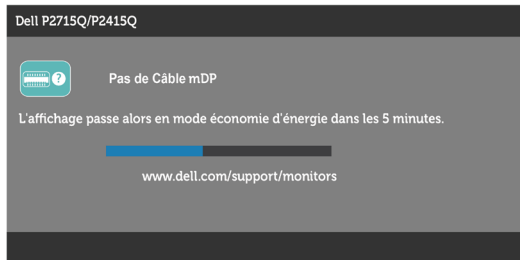 Dell P2715Q/P2415Q
?
Pas de Câble mDP
L'affichage passe alors en mode économie d'énergie dans les 5 minutes.
www.dell.com/support/monitors